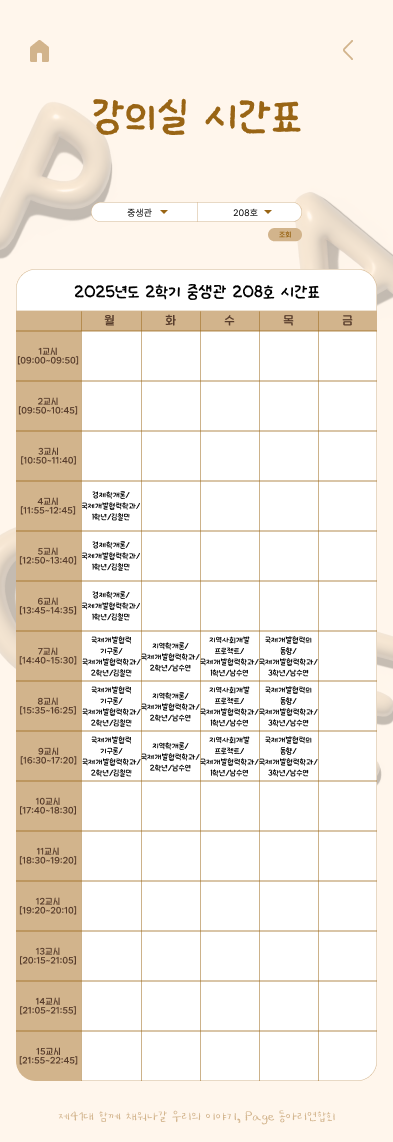 강의실 시간표
중생관 208호
조회
2025년도 2학기 중생관 208호 시간표
월 화 수 목 금
1교시
[09:00~09:50]
2교시
[09:50~10:45]
3교시
[10:50~11:40]
4교시
[11:55~12:45]
경제학개론/
국제개발협력학과/
1학년/김철만
5교시
[12:50~13:40]
경제학개론/
국제개발협력학과/
1학년/김철만
6교시
[13:45~14:35]
경제학개론/
국제개발협력학과/
1학년/김철만
7교시
[14:40~15:30]
국제개발협력
기구론/
국제개발협력학과/
2학년/김철만
지역학개론/
국제개발협력학과/
2학년/남수연
지역사회개발
프로젝트/
국제개발협력학과/
1학년/남수연
국제개발협력의
동향/
국제개발협력학과/
3학년/남수연
8교시
[15:35~16:25]
국제개발협력
기구론/
국제개발협력학과/
2학년/김철만
지역학개론/
국제개발협력학과/
2학년/남수연
지역사회개발
프로젝트/
국제개발협력학과/
1학년/남수연
국제개발협력의
동향/
국제개발협력학과/
3학년/남수연
9교시
[16:30~17:20]
국제개발협력
기구론/
국제개발협력학과/
2학년/김철만
지역학개론/
국제개발협력학과/
2학년/남수연
지역사회개발
프로젝트/
국제개발협력학과/
1학년/남수연
국제개발협력의
동향/
국제개발협력학과/
3학년/남수연
10교시
[17:40~18:30]
11교시
[18:30~19:20]
12교시
[19:20~20:10]
13교시
[20:15~21:05]
14교시
[21:05~21:55]
15교시
[21:55~22:45]
제41대 함께 채워나갈 우리의 이야기, Page 동아리연합회